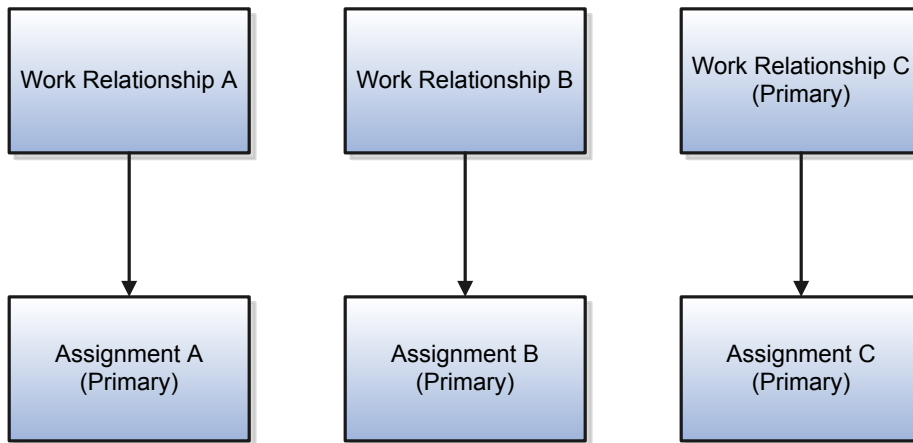 Work Relationship A
Work Relationship B
Work Relationship C
(Primary)
Assignment A
(Primary)
Assignment B
(Primary)
Assignment C
(Primary)